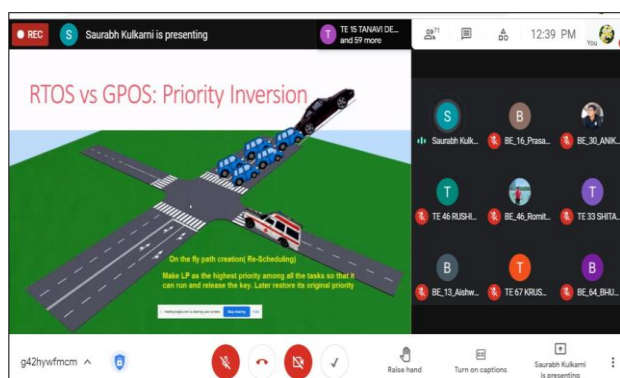 REC
S
Saurabh Kulkarni is presenting
T
TE 15 TANAVI DE...
and 59 more
71
12:39 PM
You
RTOS vs GPOS: Priority Inversion
On the fly path creation( Re-Scheduling)
Make LP as the highest priority among all the tasks so that it
can run and release the key. Later restore its original priority
Stop sharing
S
Saurabh Kulk...
B
BE_16_Prasa...
BE_30_ANIK...
T
TE 46 RUSHI...
BE_46_Romit...
T
TE 33 SHITA...
B
BE_13_Aishw...
T
TE 67 KRUS...
B
BE_64_BHU...
g42hywfmcm
Raise hand
Turn on captions
Saurabh Kulkarni
is presenting